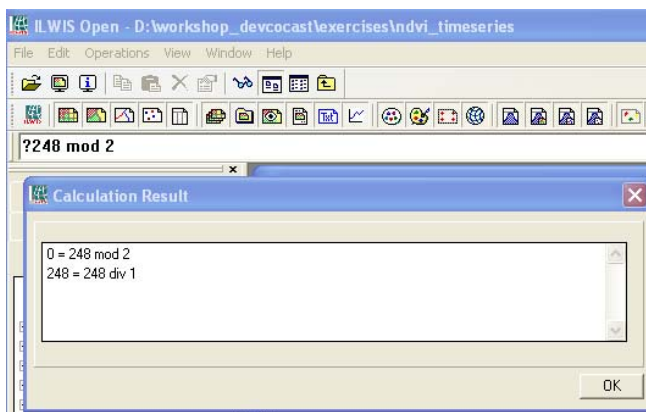 ILWIS Open - D:\workshop_devcocast\exercises\ndvi_timeseries
File Edit Operations View Window Help
Txt
?248 mod 2
Calculation Result
0 = 248 mod 2
248 = 248 div 1
OK